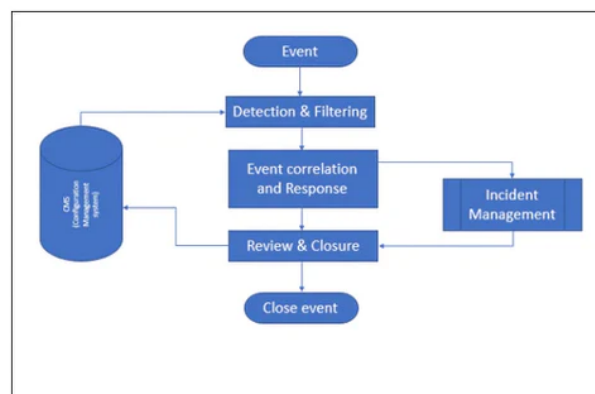 Event
Detection & Filtering
Event correlation
and Response
Incident
Management
CMS
(Configuration
Management
system)
Review & Closure
Close event